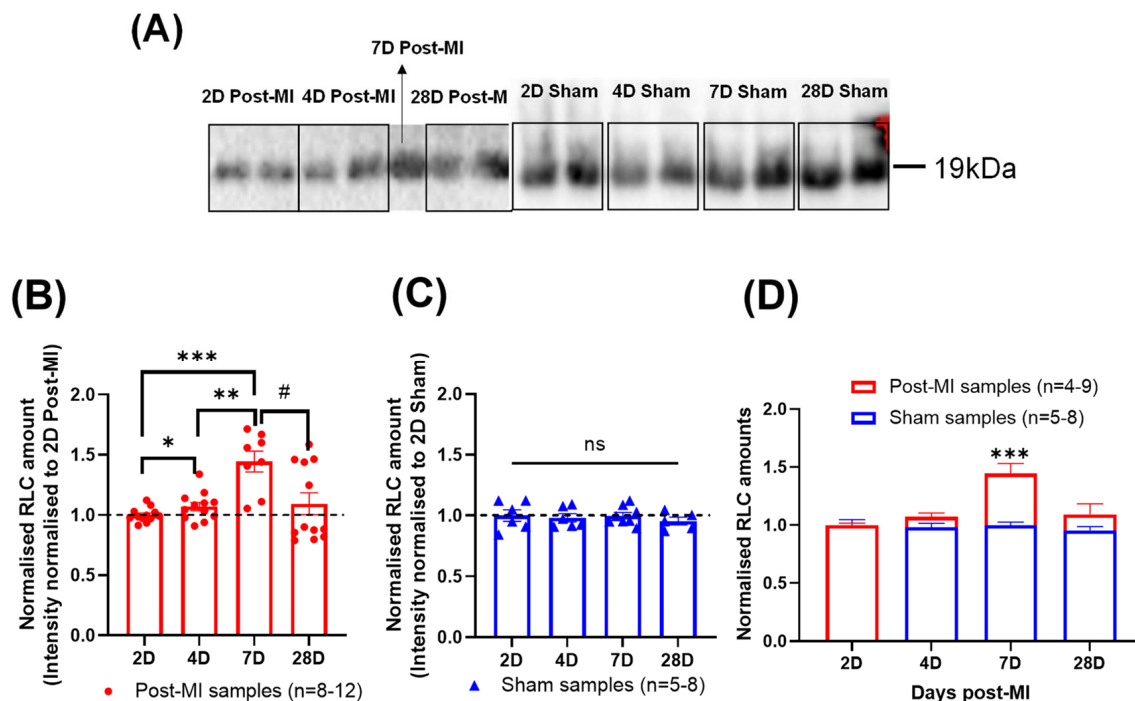 (A)
7D Post-MI
2D Post-MI 4D Post-MI 28D Post-M 2D Sham 4D Sham 7D Sham 28D Sham
19kDa
(B)
Normalised RLC amount
(Intensity normalised to 2D Post-MI)
2.0
1.5
1.0
0.5
0.0
***
** #
*
2D 4D 7D 28D
Post-MI samples (n=8-12)
(C)
Normalised RLC amount
(Intensity normalised to 2D Sham)
2.0
1.5
1.0
0.5
0.0
ns
2D 4D 7D 28D
Sham samples (n=5-8)
(D)
Post-MI samples (n=4-9)
Sham samples (n=5-8)
Normalised RLC amounts
2.0
1.5
1.0
0.5
0.0
***
2D 4D 7D 28D
Days post-MI